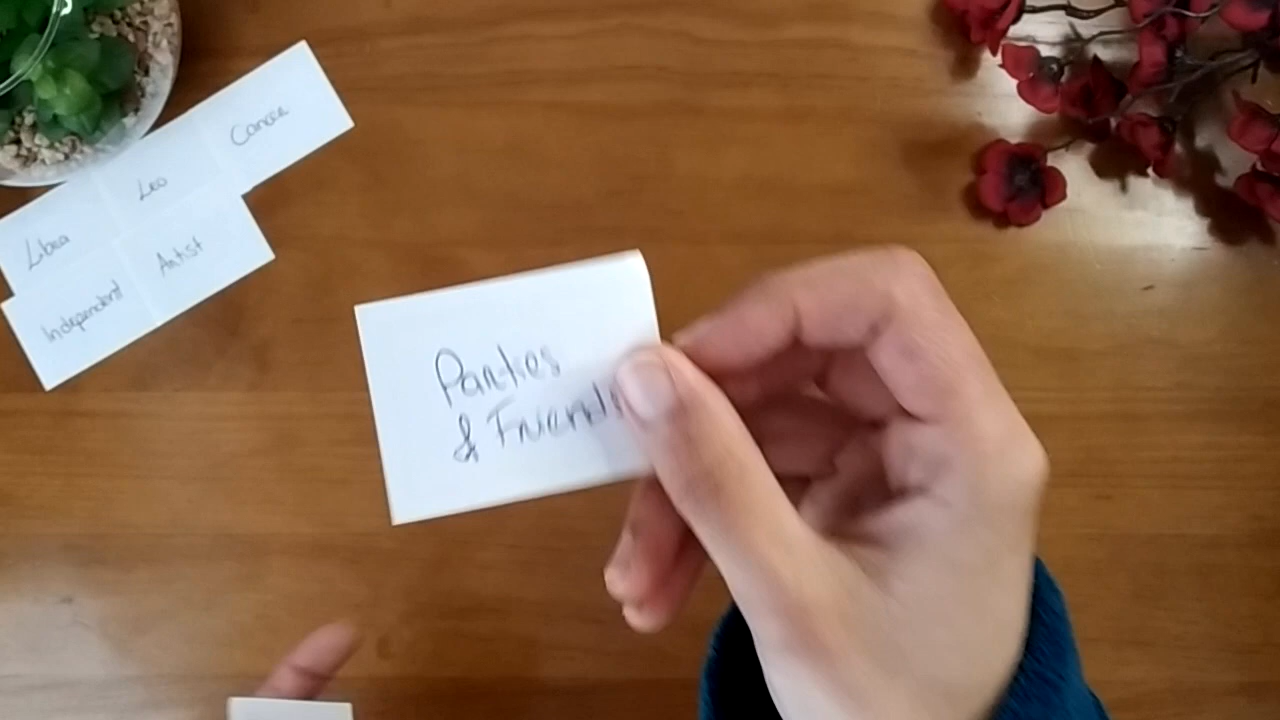 Cancer
Leo
Libra
Artist
Independent
Parties
& Friends